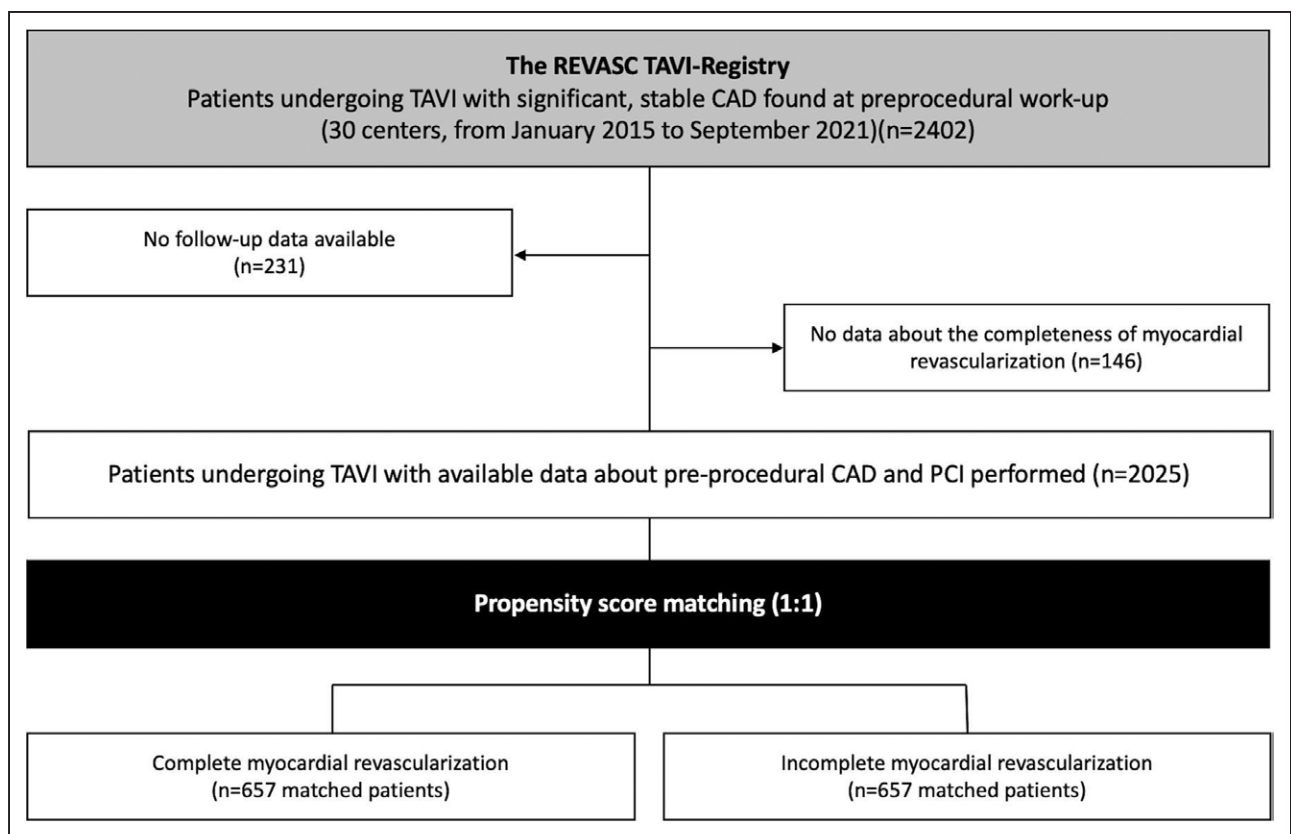 The REVASC TAVI-Registry
Patients undergoing TAVI with significant, stable CAD found at preprocedural work-up
(30 centers, from January 2015 to September 2021)(n=2402)
No follow-up data available
(n=231)
No data about the completeness of myocardial
revascularization (n=146)
Patients undergoing TAVI with available data about pre-procedural CAD and PCI performed (n=2025)
Propensity score matching (1:1)
Complete myocardial revascularization
(n=657 matched patients)
Incomplete myocardial revascularization
(n=657 matched patients)